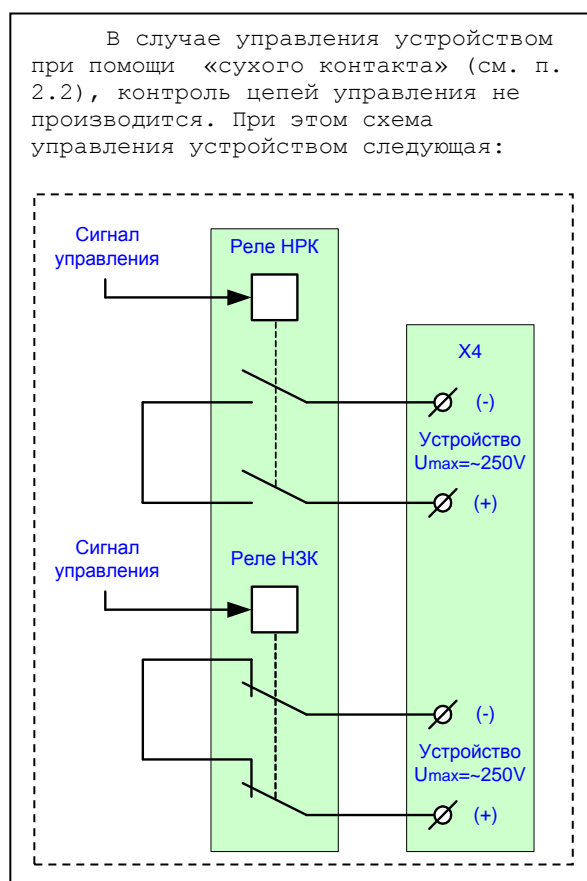 В случае управления устройством
при помощи «сухого контакта» (см. п.
2.2), контроль цепей управления не
производится. При этом схема
управления устройством следующая:
Сигнал
управления
Реле НРК
X4
(-)
Устройство
Umax=~250V
(+)
Сигнал
управления
Реле НЗК
(-)
Устройство
Umax=~250V
(+)